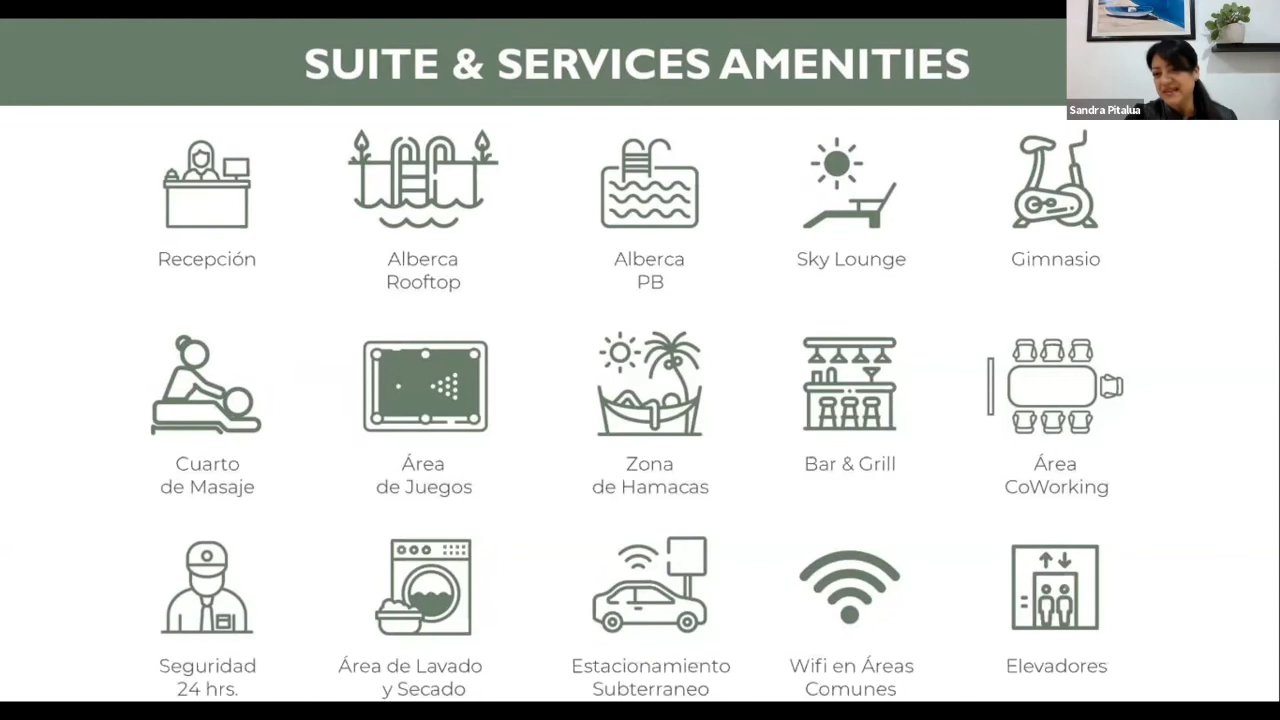 SUITE & SERVICES AMENITIES
Sandra Pitalua
Recepción
Alberca
Rooftop
Alberca
PB
Sky Lounge
Gimnasio
Cuarto
de Masaje
Área
de Juegos
Zona
de Hamacas
Bar & Grill
Área
CoWorking
Seguridad
24 hrs.
Área de Lavado
y Secado
Estacionamiento
Subterraneo
Wifi en Áreas
Comunes
Elevadores